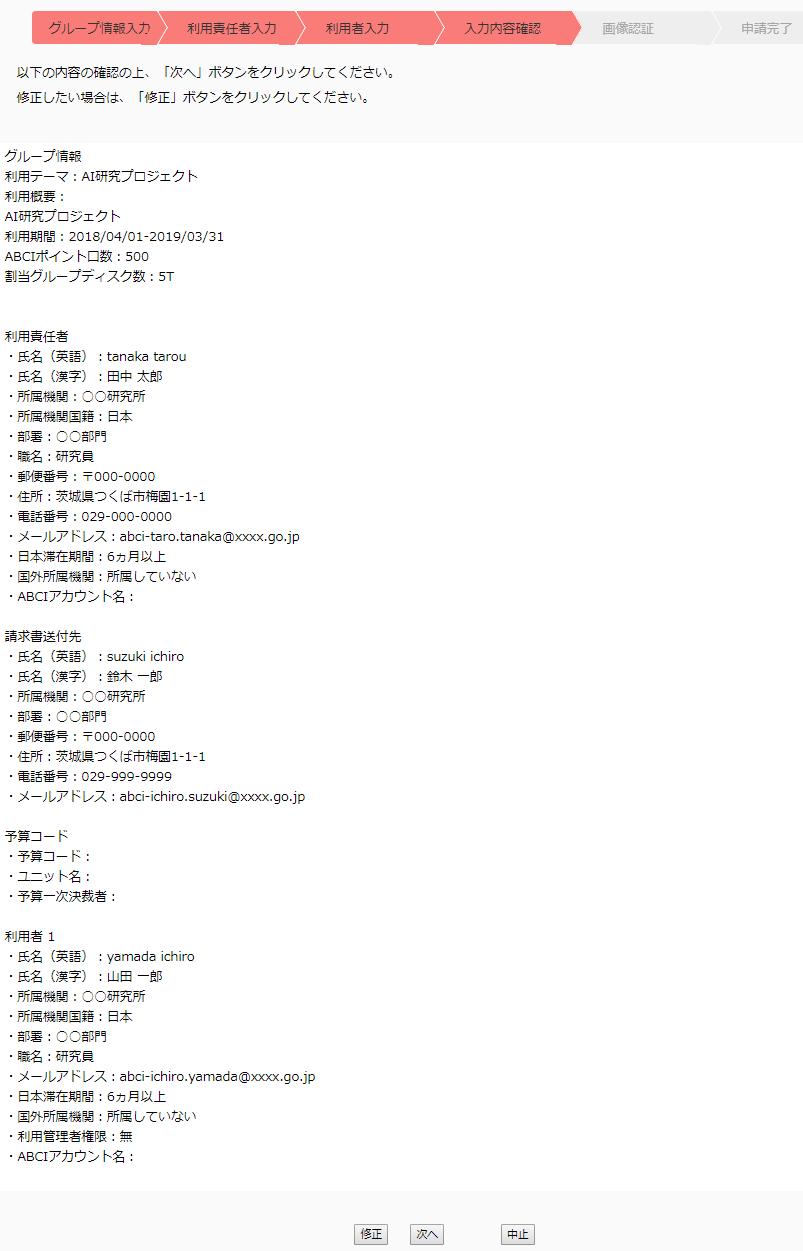 グループ情報入力 利用責任者入力 利用者入力 入力内容確認 画像認証 申請完了
以下の内容の確認の上、「次へ」ボタンをクリックしてください。
修正したい場合は、「修正」ボタンをクリックしてください。
グループ情報
利用テーマ：AI研究プロジェクト
利用概要：
AI研究プロジェクト
利用期間：2018/04/01-2019/03/31
ABCIポイント口数：500
割当グループディスク数：5T
利用責任者
・氏名（英語）：tanaka tarou
・氏名（漢字）：田中 太郎
・所属機関：○○研究所
・所属機関国籍：日本
・部署：○○部門
・職名：研究員
・郵便番号：〒000-0000
・住所：茨城県つくば市梅園1-1-1
・電話番号：029-000-0000
・メールアドレス：abci-taro.tanaka@xxxx.go.jp
・日本滞在期間：6ヵ月以上
・国外所属機関：所属していない
・ABCIアカウント名：
請求書送付先
・氏名（英語）：suzuki ichiro
・氏名（漢字）：鈴木 一郎
・所属機関：○○研究所
・部署：○○部門
・郵便番号：〒000-0000
・住所：茨城県つくば市梅園1-1-1
・電話番号：029-999-9999
・メールアドレス：abci-ichiro.suzuki@xxxx.go.jp
予算コード
・予算コード：
・ユニット名：
・予算一次決裁者：
利用者 1
・氏名（英語）：yamada ichiro
・氏名（漢字）：山田 一郎
・所属機関：○○研究所
・所属機関国籍：日本
・部署：○○部門
・職名：研究員
・メールアドレス：abci-ichiro.yamada@xxxx.go.jp
・日本滞在期間：6ヵ月以上
・国外所属機関：所属していない
・利用管理者権限：無
・ABCIアカウント名：
修正 次へ 中止